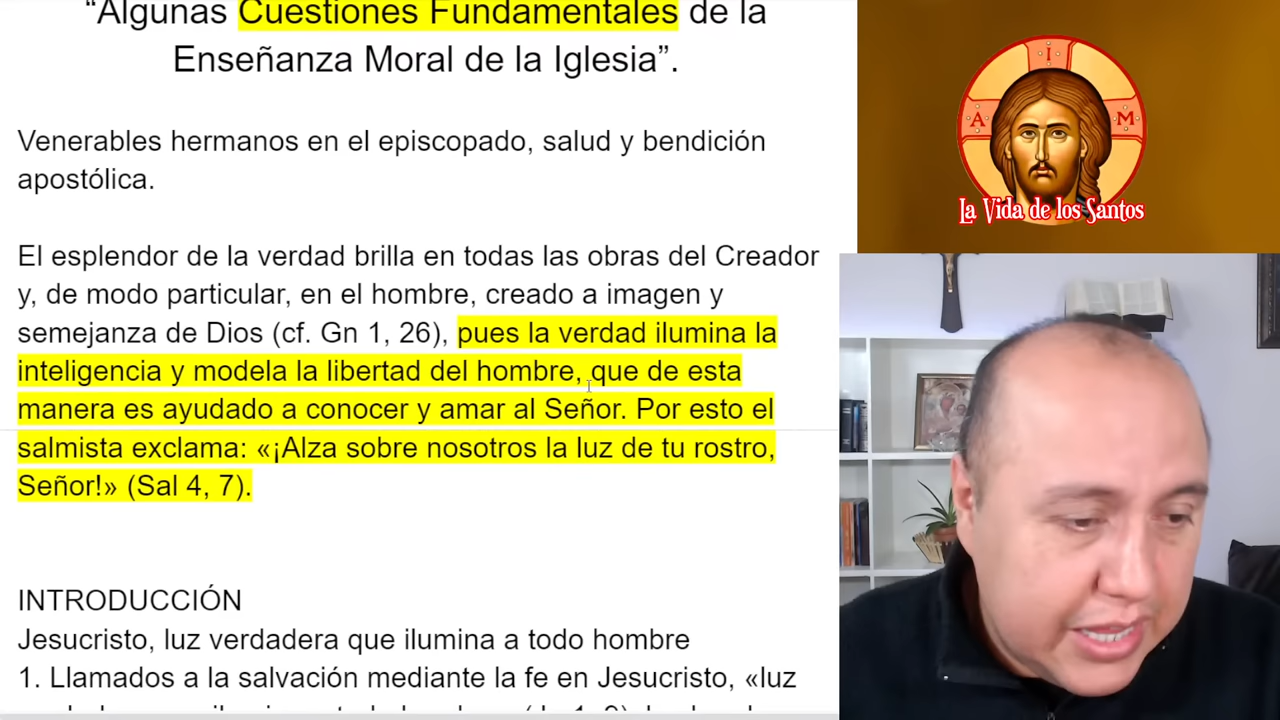 “Algunas Cuestiones Fundamentales de la
Enseñanza Moral de la Iglesia”.
Venerables hermanos en el episcopado, salud y bendición
apostólica.
El esplendor de la verdad brilla en todas las obras del Creador
y, de modo particular, en el hombre, creado a imagen y
semejanza de Dios (cf. Gn 1, 26), pues la verdad ilumina la
inteligencia y modela la libertad del hombre, que de esta
manera es ayudado a conocer y amar al Señor. Por esto el
salmista exclama: «¡Alza sobre nosotros la luz de tu rostro,
Señor!» (Sal 4, 7).
INTRODUCCIÓN
Jesucristo, luz verdadera que ilumina a todo hombre
1. Llamados a la salvación mediante la fe en Jesucristo, «luz
I
A M
La Vida de los Santos